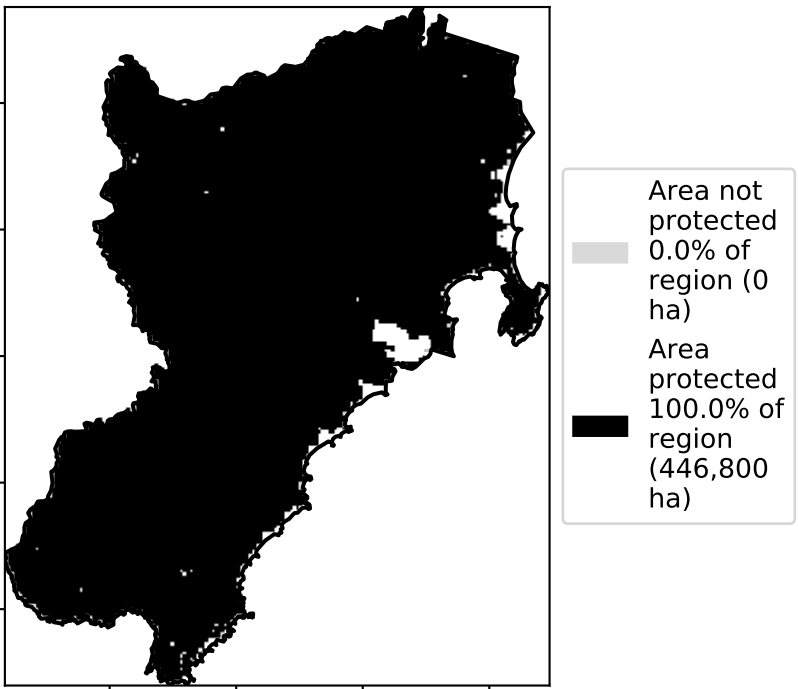 Area not
protected
0.0% of
region (0
ha)
Area
protected
100.0% of
region
(446,800
ha)